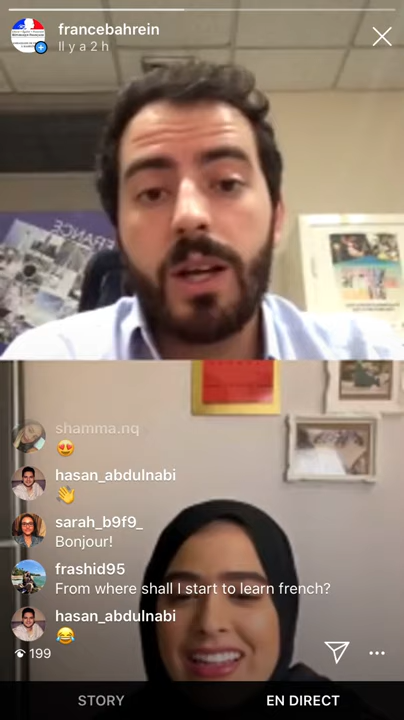 francebahrein
Il y a 2 h
FRANCE
shamma.nq
hasan_abdulnabi
sarah_b9f9_
Bonjour!
frashid95
From where shall I start to learn french?
hasan_abdulnabi
199
STORY
EN DIRECT